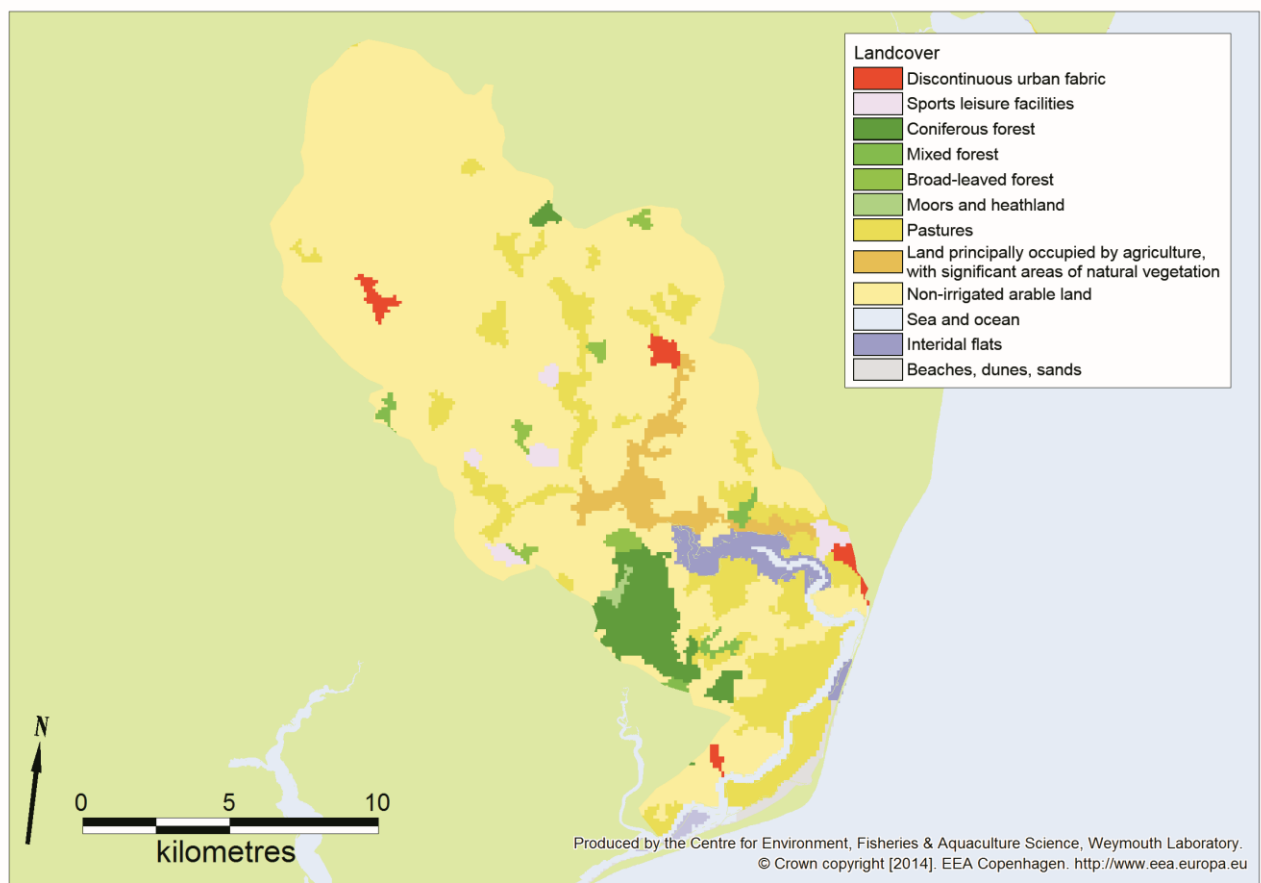 Landcover
Discontinuous urban fabric
Sports leisure facilities
Coniferous forest
Mixed forest
Broad-leaved forest
Moors and heathland
Pastures
Land principally occupied by agriculture,
with significant areas of natural vegetation
Non-irrigated arable land
Sea and ocean
Interidal flats
Beaches, dunes, sands
N
0 5 10
kilometres
Produced by the Centre for Environment, Fisheries & Aquaculture Science, Weymouth Laboratory.
© Crown copyright [2014]. EEA Copenhagen. http://www.eea.europa.eu